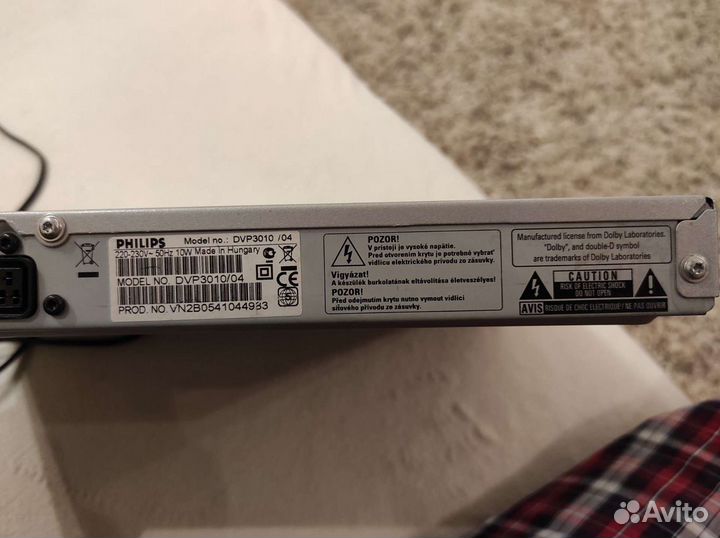 PHILIPS Model no.: DVP3010 /04
220-230V~ 50Hz 10W Made in Hungary
MODEL NO. DVP3010/04
PROD. NO. VN2B0541044983
POZOR!
V prístroji je vysoké napätie.
Pred otvorením krytu je potrebné vybrať
vidlicu elektrického prívodu zo zásuvky.
Vigyázat!
A készülék burkolatának eltávolítása életveszélyes!
POZOR!
Před odejmutím krytu nutno vymout vidlici
síťového přívodu ze zásuvky.
Manufactured license from Dolby Laboratories.
"Dolby", and double-D symbol
are trademarks of Dolby Laboratories
CAUTION
RISK OF ELECTRIC SHOCK
DO NOT OPEN
AVIS RISQUE DE CHOC ELECTRIQUE/ NE PAS OUVRIR
Avito